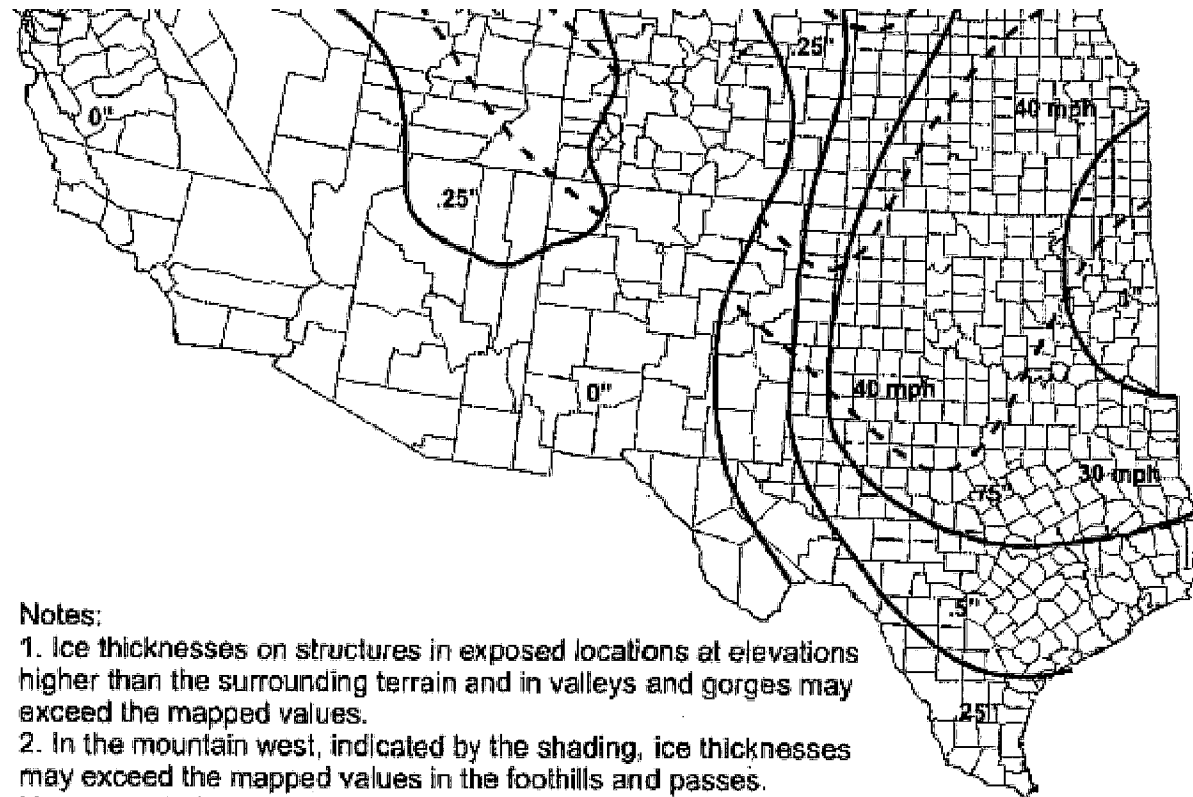 .25"
40 mph
0"
.25"
40 mph
0"
30 mph
.75"
.5"
.25"
Notes:
1. Ice thicknesses on structures in exposed locations at elevations
higher than the surrounding terrain and in valleys and gorges may
exceed the mapped values.
2. In the mountain west, indicated by the shading, ice thicknesses
may exceed the mapped values in the foothills and passes.